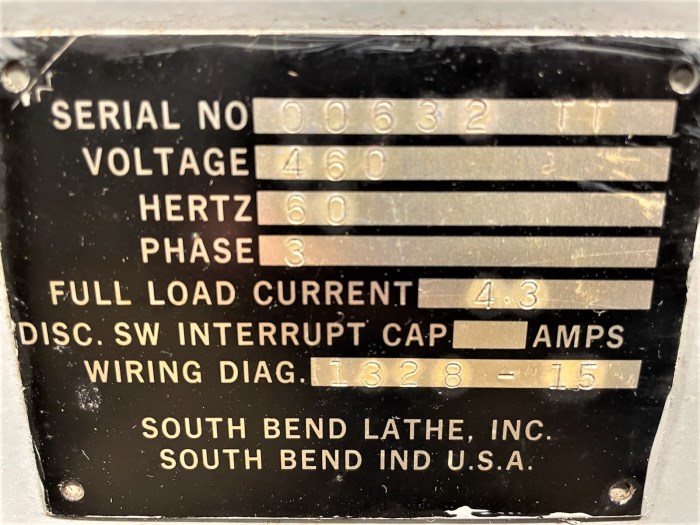 SERIAL NO 00632 TT
VOLTAGE 460
HERTZ 60
PHASE 3
FULL LOAD CURRENT 4.3
DISC. SW INTERRUPT CAP AMPS
WIRING DIAG. 1328 - 15
SOUTH BEND LATHE, INC.
SOUTH BEND IND U.S.A.